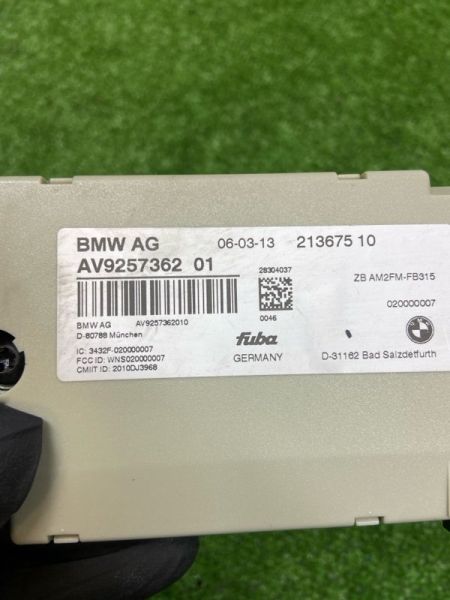 BMW AG 06-03-13 213675 10
AV9257362 01
28304037
ZB AM2FM-FB315
020000007
0046
BMW AG AV9257362010
D-80788 München
IC: 3432F-020000007
FCC ID: WNS020000007
CMIIT ID: 2010DJ3968
fuba
GERMANY
BMW
D-31162 Bad Salzdetfurth